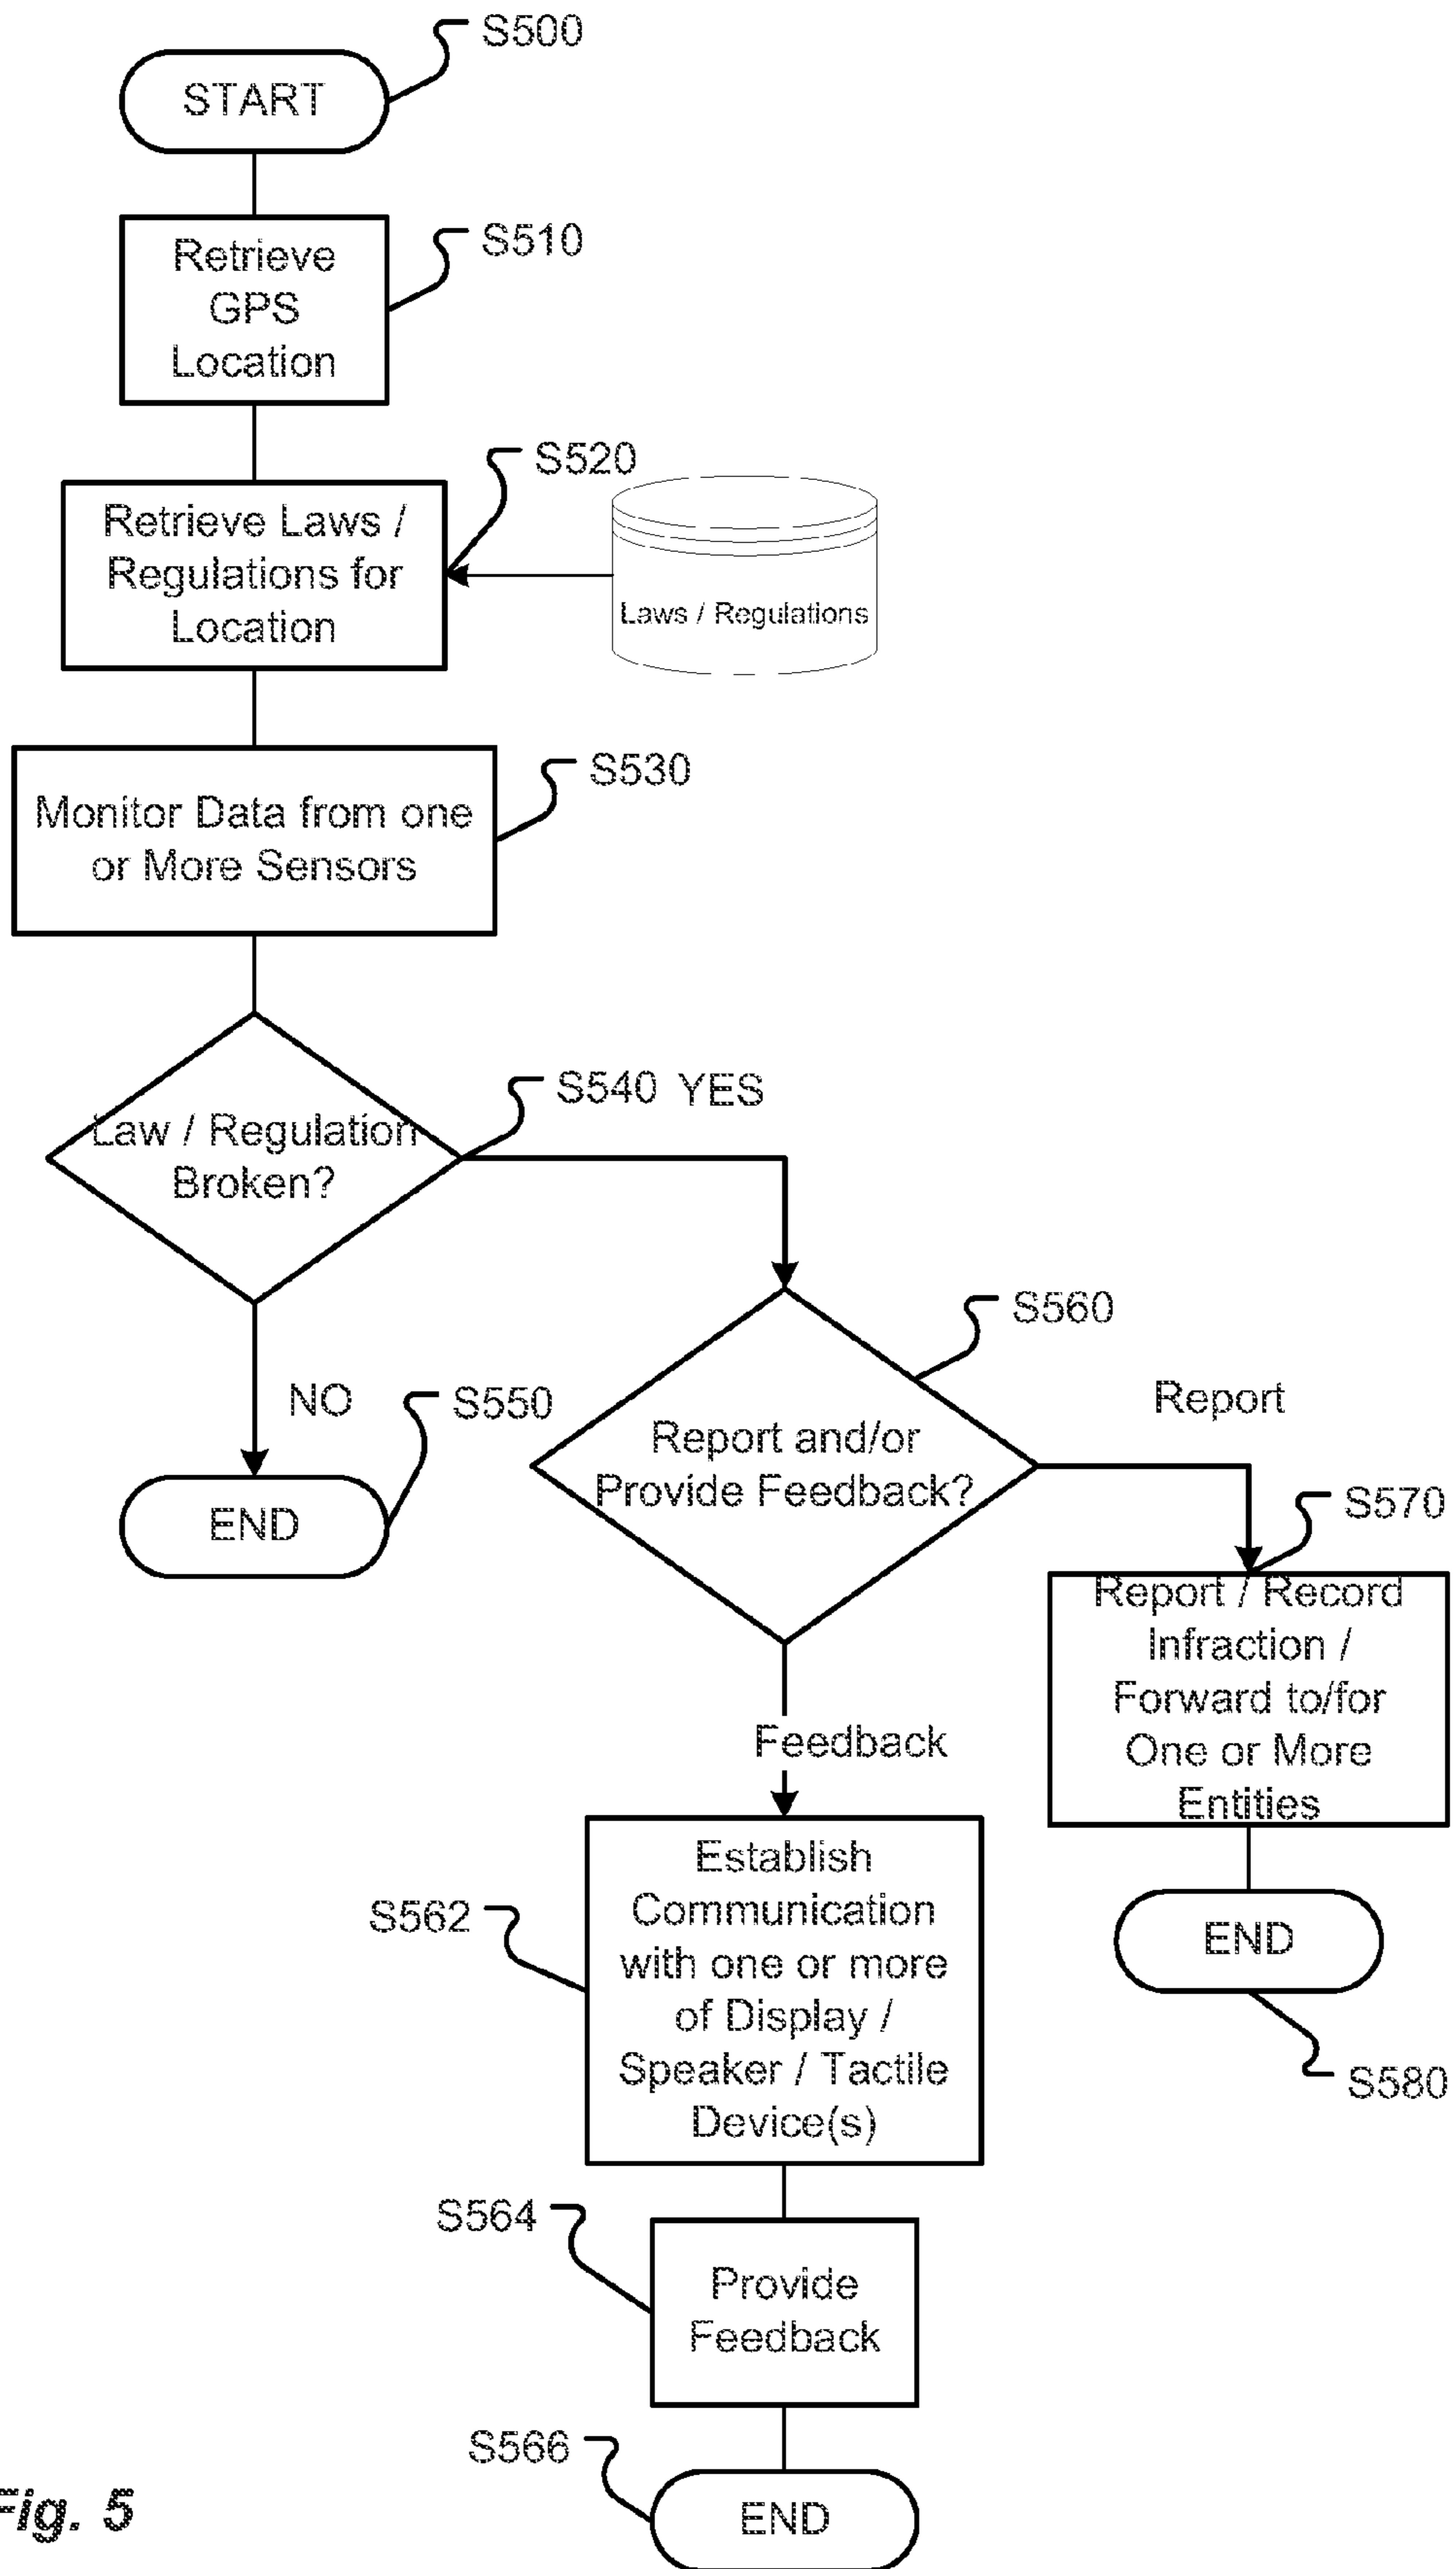 S500
START
S510
Retrieve
GPS
Location
S520
Retrieve Laws /
Regulations for
Location
Laws / Regulations
S530
Monitor Data from one
or More Sensors
S540 YES
Law / Regulation
Broken?
S560
NO
S550
END
Report
Report and/or
Provide Feedback?
S570
Report / Record
Infraction /
Forward to/for
One or More
Entities
Feedback
END
S580
S562
Establish
Communication
with one or more
of Display /
Speaker / Tactile
Device(s)
S564
Provide
Feedback
S566
END
Fig. 5